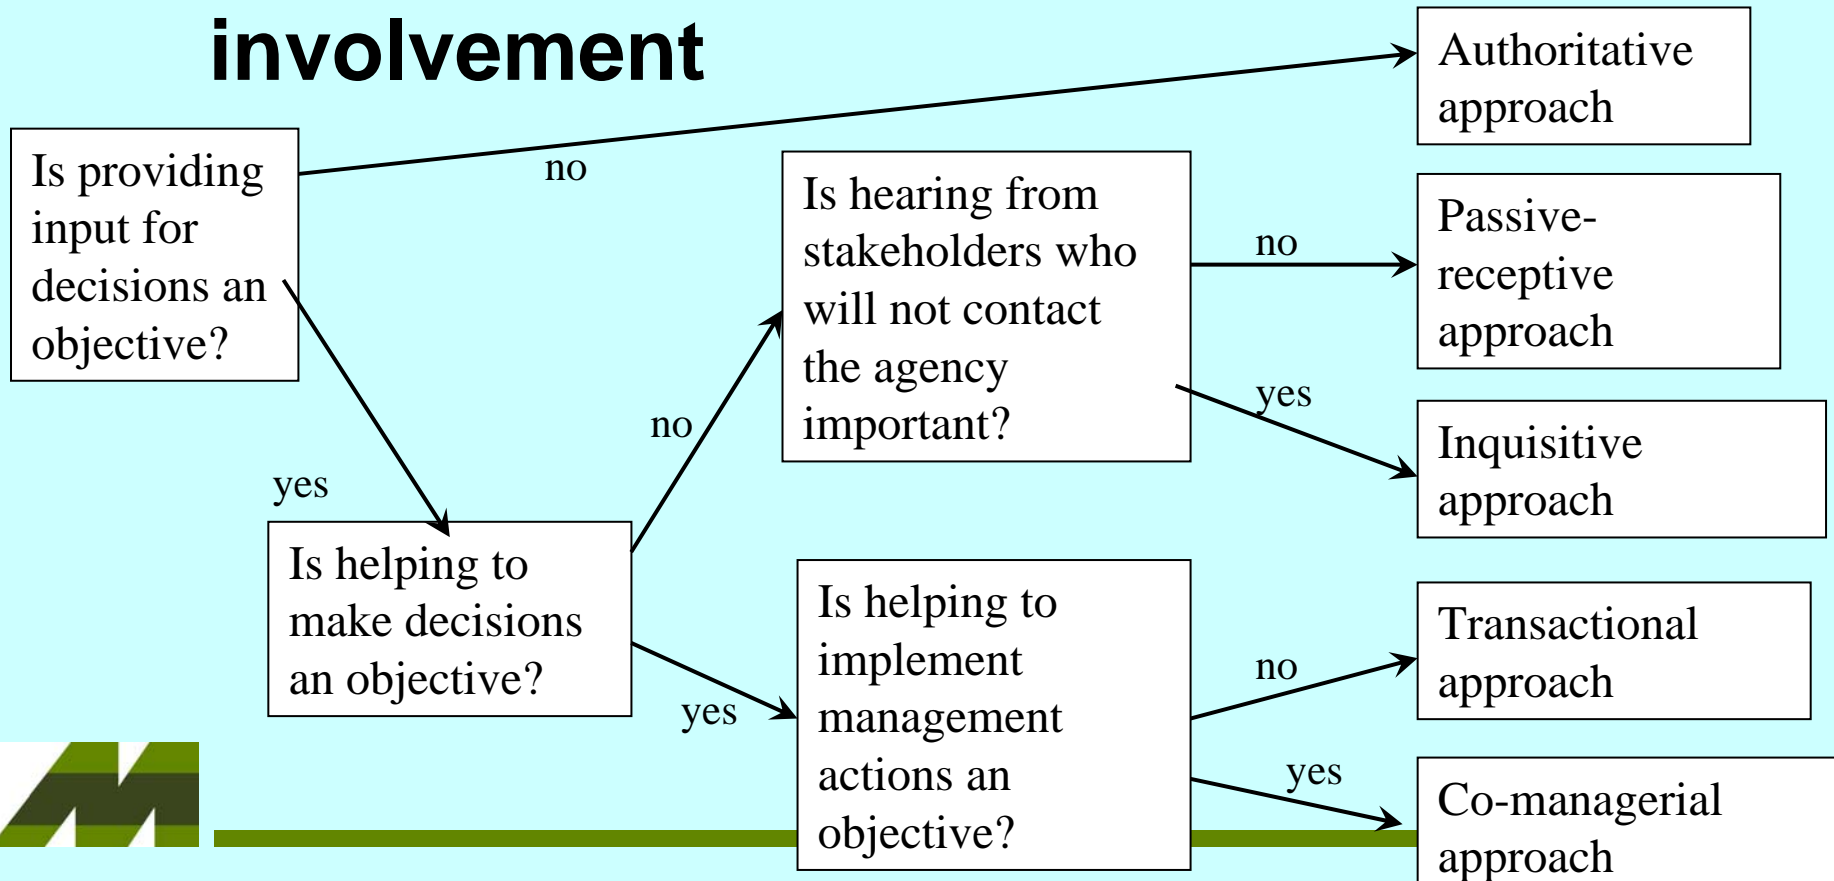 involvement
Authoritative
approach
Is providing
input for
decisions an
objective?
no
Is hearing from
stakeholders who
will not contact
the agency
important?
no
Passive-
receptive
approach
yes
Inquisitive
approach
no
yes
Is helping to
make decisions
an objective?
yes
Is helping to
implement
management
actions an
objective?
no
Transactional
approach
yes
Co-managerial
approach